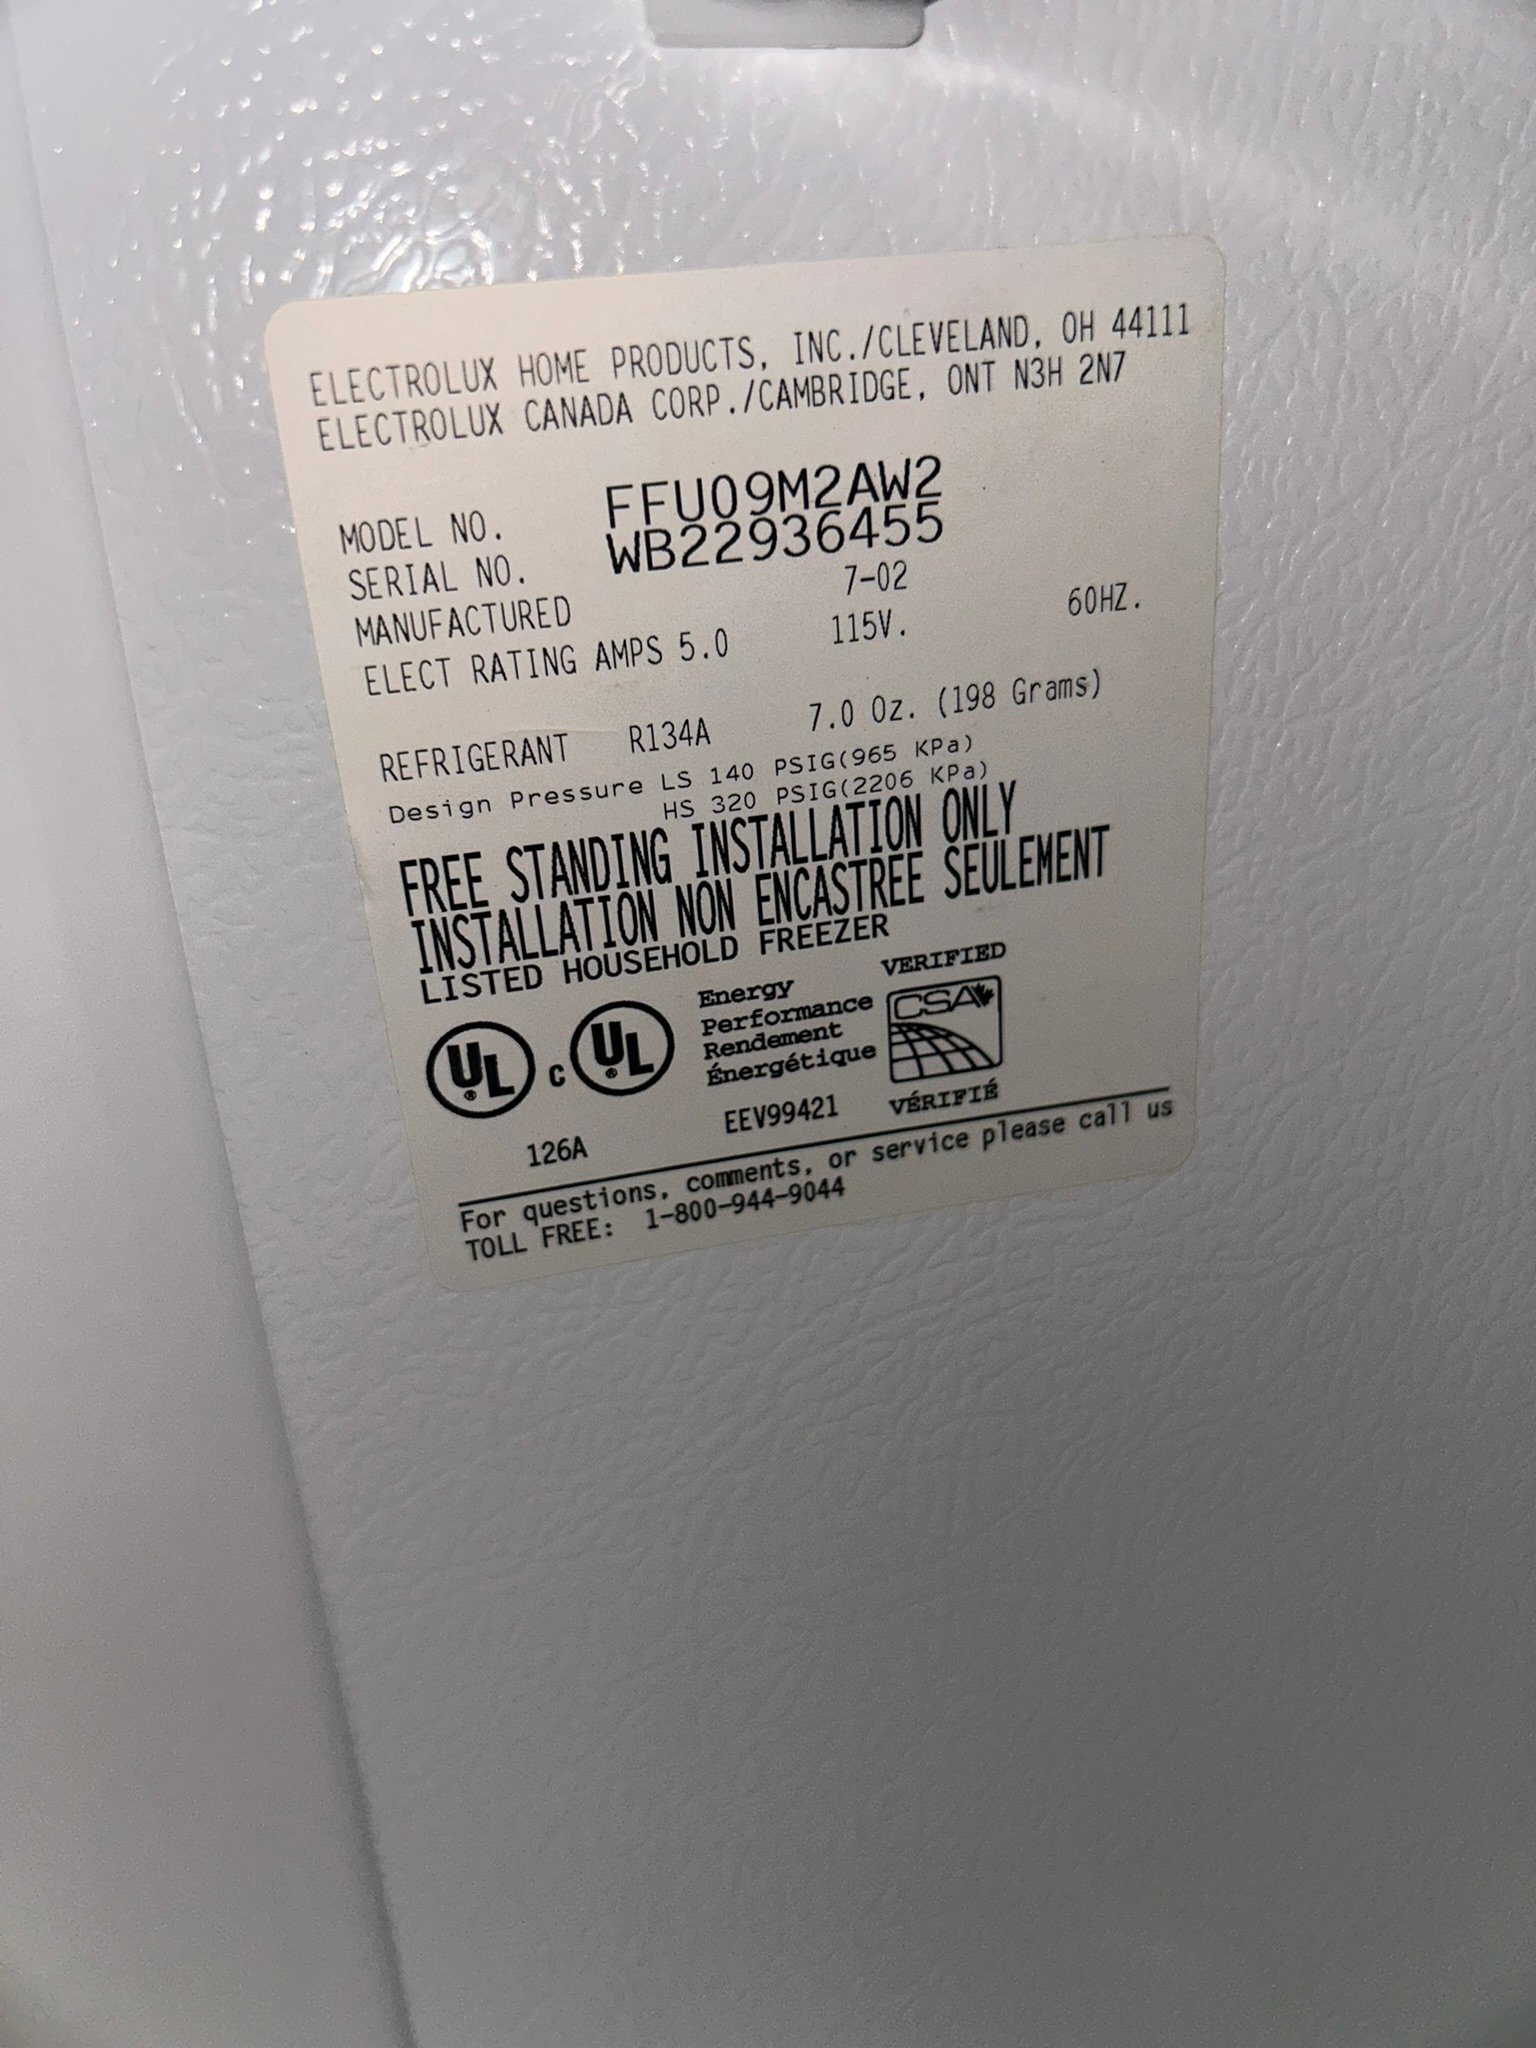 ELECTROLUX HOME PRODUCTS, INC./CLEVELAND, OH 44111
ELECTROLUX CANADA CORP./CAMBRIDGE, ONT N3H 2N7
MODEL NO. FFU09M2AW2
SERIAL NO. WB22936455
MANUFACTURED 7-02
ELECT RATING AMPS 5.0 115V. 60HZ.
REFRIGERANT R134A 7.0 Oz. (198 Grams)
Design Pressure LS 140 PSIG(965 KPa)
HS 320 PSIG(2206 KPa)
FREE STANDING INSTALLATION ONLY
INSTALLATION NON ENCASTREE SEULEMENT
LISTED HOUSEHOLD FREEZER
UL ® C UL ®
Energy
Performance
Rendement
Énergétique
VERIFIED
CSA
VÉRIFIÉ
126A EEV99421
For questions, comments, or service please call us
TOLL FREE: 1-800-944-9044